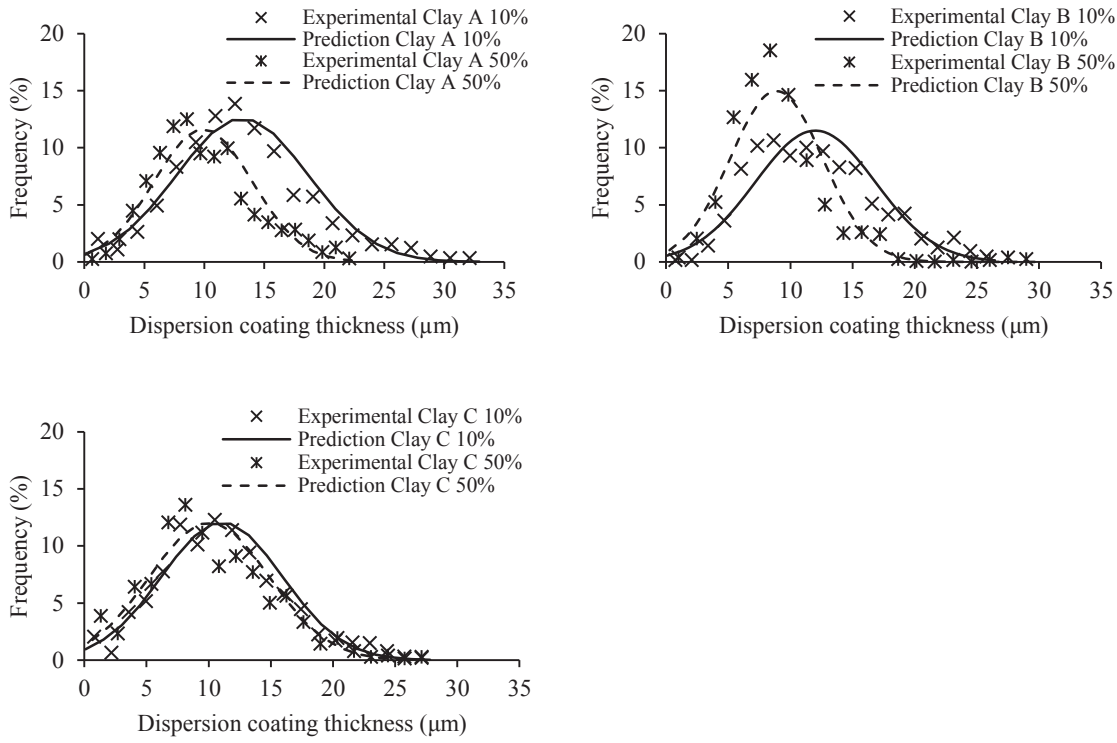 Experimental Clay A 10%
Prediction Clay A 10%
Experimental Clay A 50%
Prediction Clay A 50%
20
15
10
5
0
Frequency (%)
0 5 10 15 20 25 30 35
Dispersion coating thickness (μm)
Experimental Clay B 10%
Prediction Clay B 10%
Experimental Clay B 50%
Prediction Clay B 50%
20
15
10
5
0
Frequency (%)
0 5 10 15 20 25 30 35
Dispersion coating thickness (μm)
Experimental Clay C 10%
Prediction Clay C 10%
Experimental Clay C 50%
Prediction Clay C 50%
20
15
10
5
0
Frequency (%)
0 5 10 15 20 25 30 35
Dispersion coating thickness (μm)